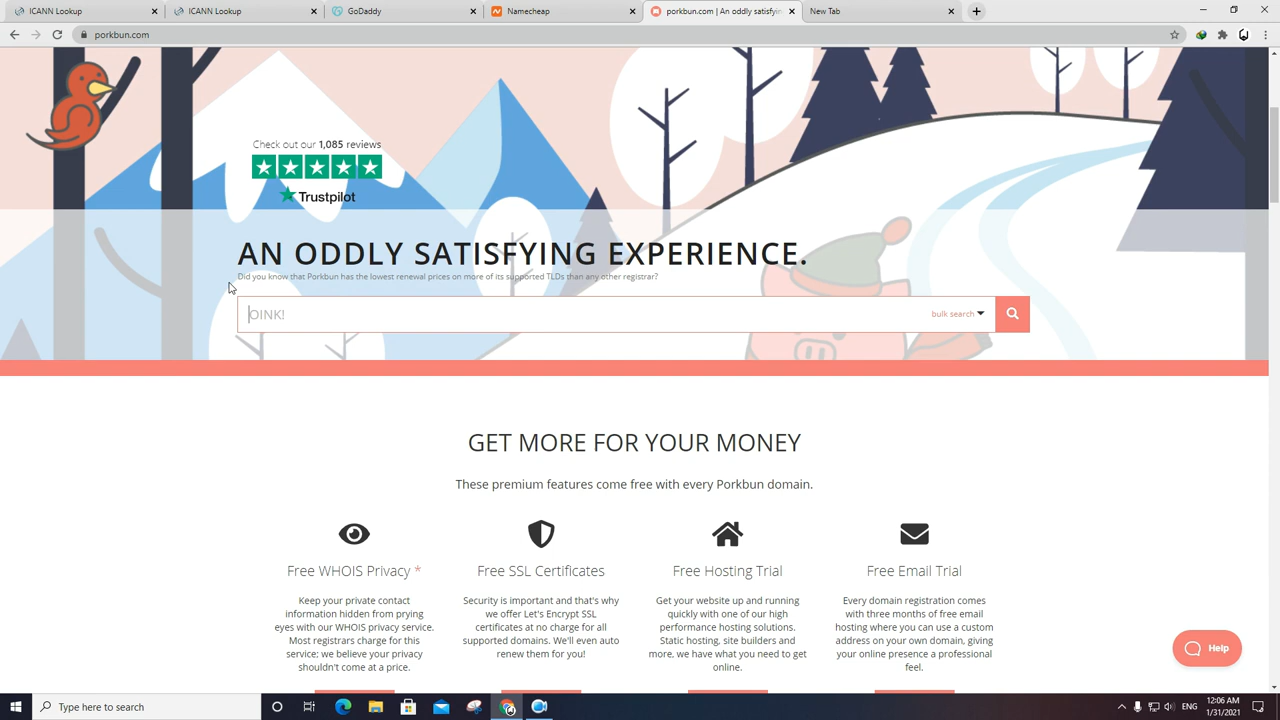 ICANN Lookup
ICANN Lookup
GoDaddy
Namecheap
porkbun.com | An oddly satisfyin
New Tab
porkbun.com
Check out our 1,085 reviews
Trustpilot
AN ODDLY SATISFYING EXPERIENCE.
Did you know that Porkbun has the lowest renewal prices on more of its supported TLDs than any other registrar?
OINK!
bulk search
GET MORE FOR YOUR MONEY
These premium features come free with every Porkbun domain.
Free WHOIS Privacy *
Keep your private contact
information hidden from prying
eyes with our WHOIS privacy service.
Most registrars charge for this
service; we believe your privacy
shouldn't come at a price.
Free SSL Certificates
Security is important and that's why
we offer Let's Encrypt SSL
certificates at no charge for all
supported domains. We'll even auto
renew them for you!
Free Hosting Trial
Get your website up and running
quickly with one of our high
performance hosting solutions.
Static hosting, site builders and
more, we have what you need to get
online.
Free Email Trial
Every domain registration comes
with three months of free email
hosting where you can use a custom
address on your own domain, giving
your online presence a professional
feel.
Help
Type here to search
ENG
12:06 AM
1/31/2021